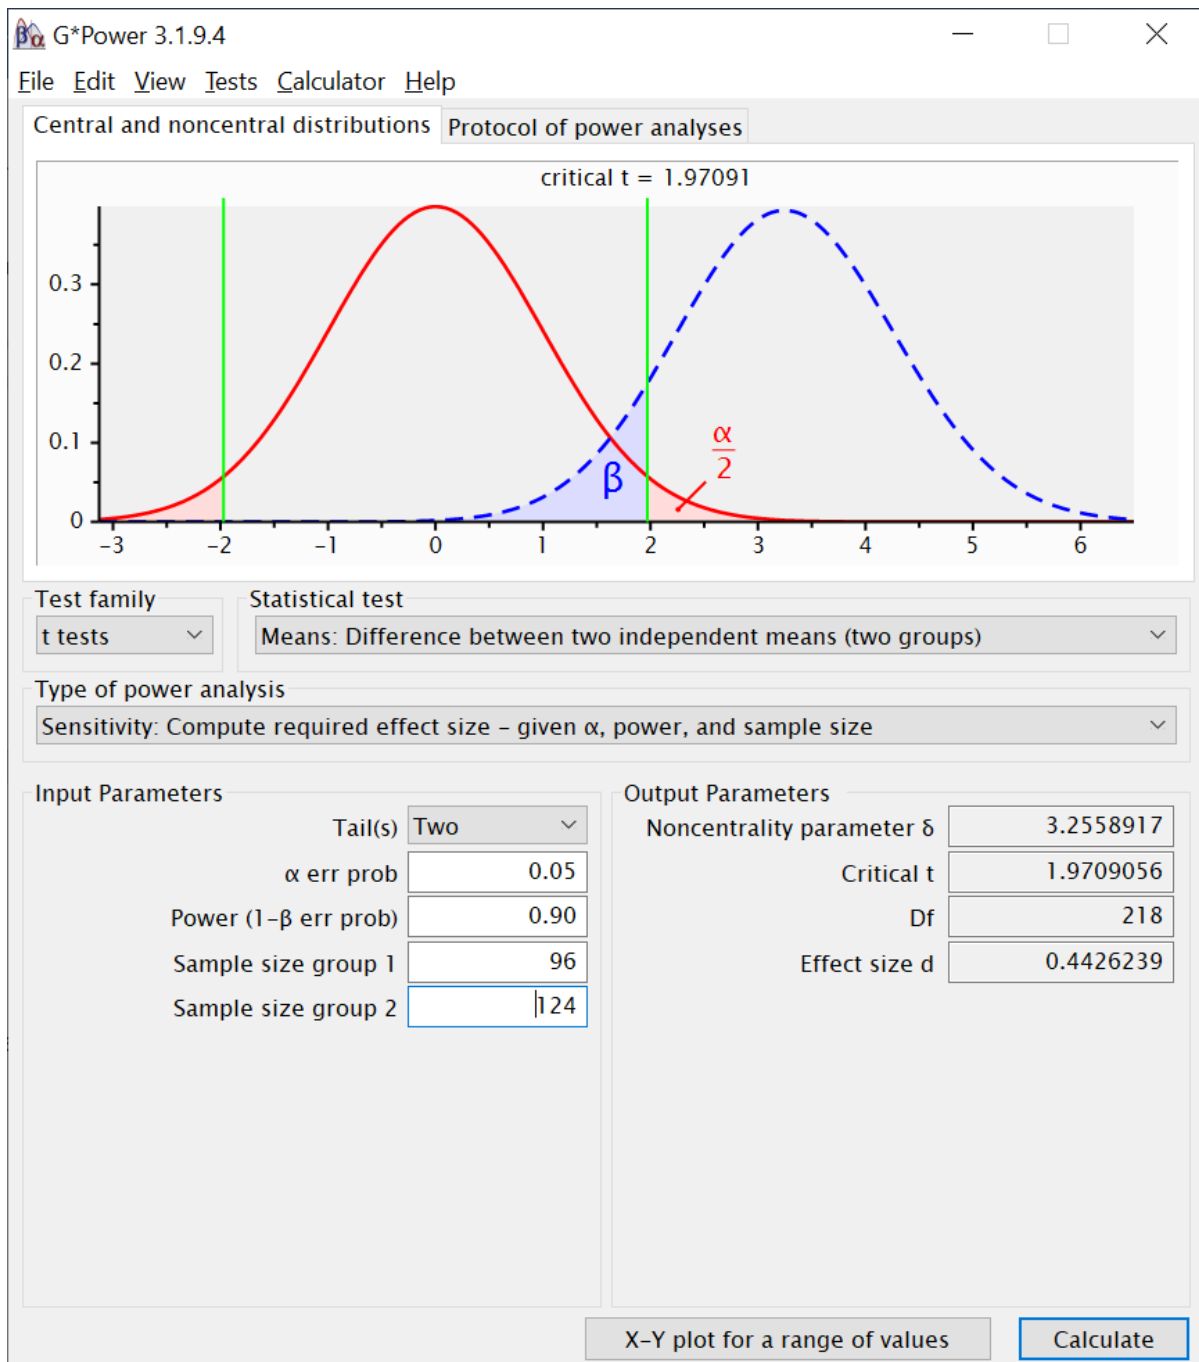 G*Power 3.1.9.4
File Edit View Tests Calculator Help
Central and noncentral distributions Protocol of power analyses
critical t = 1.97091
0.3
0.2
0.1
0
β
α
2
-3 -2 -1 0 1 2 3 4 5 6
Test family Statistical test
t tests Means: Difference between two independent means (two groups)
Type of power analysis
Sensitivity: Compute required effect size – given α, power, and sample size
Input Parameters
Tail(s) Two
α err prob 0.05
Power (1-β err prob) 0.90
Sample size group 1 96
Sample size group 2 124
Output Parameters
Noncentrality parameter δ 3.2558917
Critical t 1.9709056
Df 218
Effect size d 0.4426239
X-Y plot for a range of values Calculate